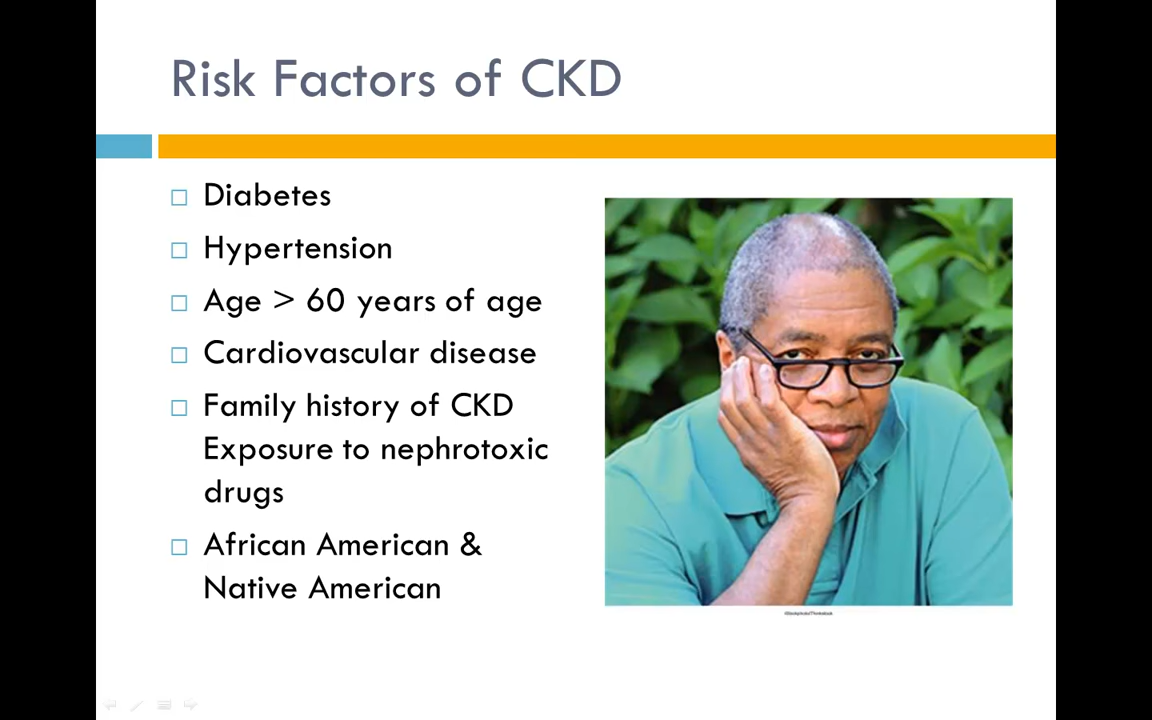 Risk Factors of CKD
Diabetes
Hypertension
Age > 60 years of age
Cardiovascular disease
Family history of CKD
Exposure to nephrotoxic
drugs
African American &
Native American